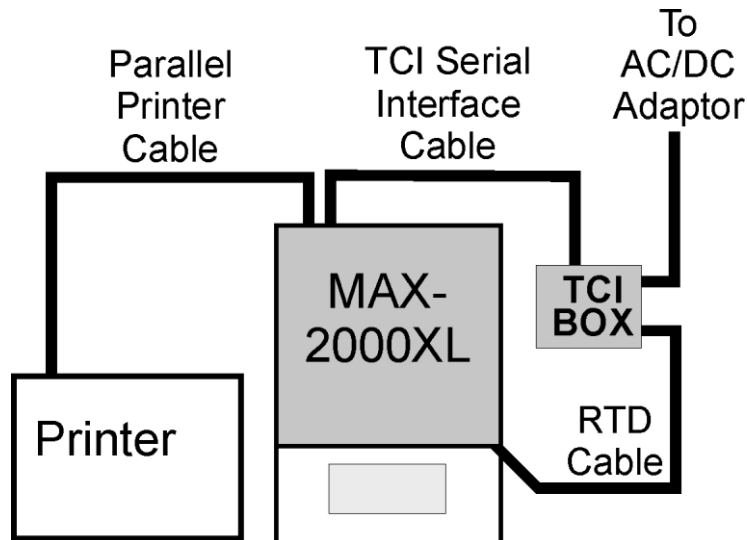 Parallel
Printer
Cable
TCI Serial
Interface
Cable
To
AC/DC
Adaptor
MAX-
2000XL
TCI
BOX
Printer
RTD
Cable